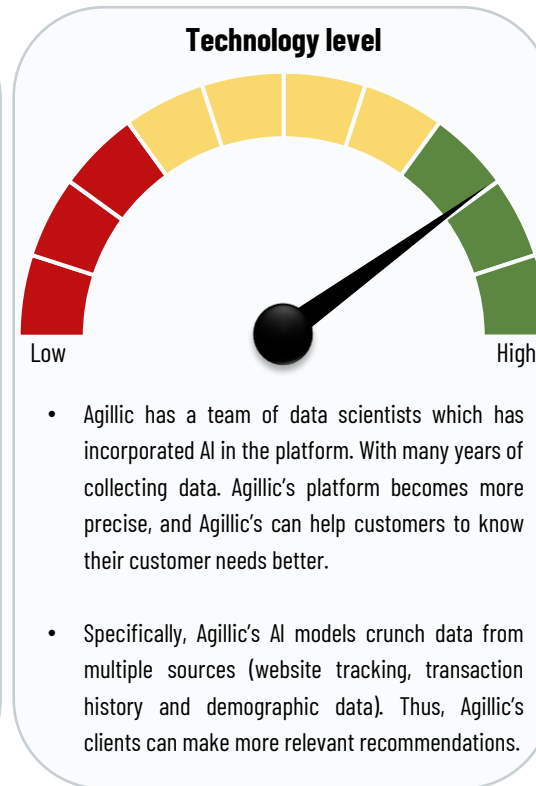 Technology level
Low
High
• Agillic has a team of data scientists which has
incorporated AI in the platform. With many years of
collecting data. Agillic’s platform becomes more
precise, and Agillic’s can help customers to know
their customer needs better.
• Specifically, Agillic’s AI models crunch data from
multiple sources (website tracking, transaction
history and demographic data). Thus, Agillic’s
clients can make more relevant recommendations.